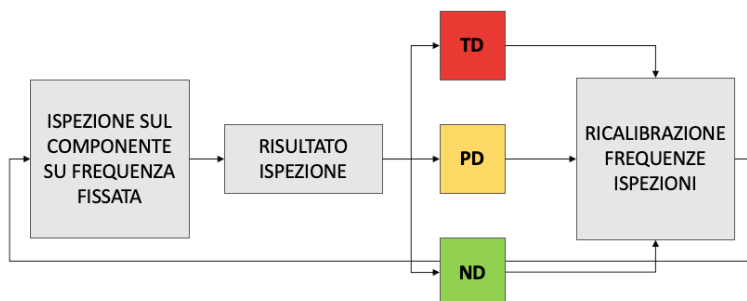 ISPEZIONE SUL
COMPONENTE
SU FREQUENZA
FISSATA
RISULTATO
ISPEZIONE
TD
PD
ND
RICALIBRAZIONE
FREQUENZE
ISPEZIONI